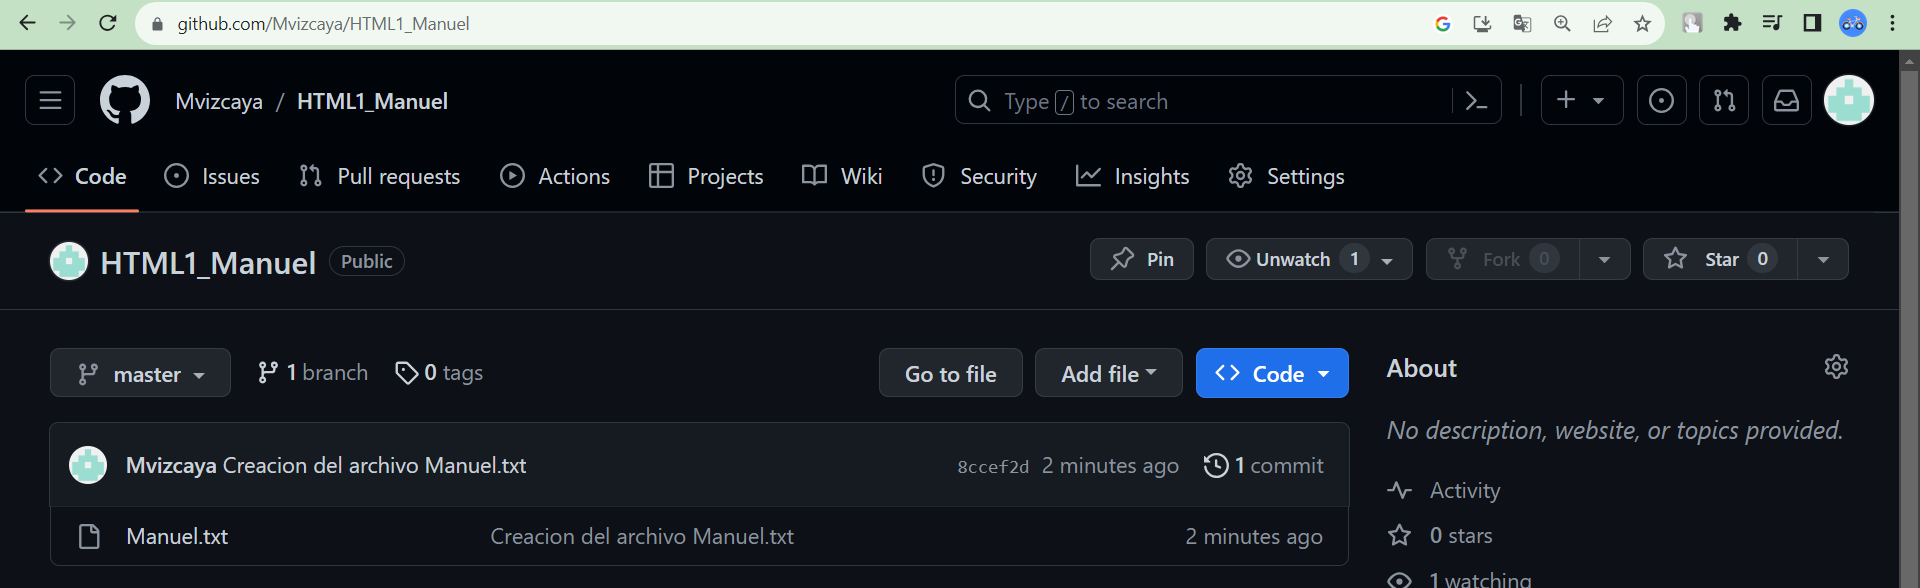 github.com/Mvizcaya/HTML1_Manuel
Mvizcaya / HTML1_Manuel
Type / to search
Code Issues Pull requests Actions Projects Wiki Security Insights Settings
HTML1_Manuel Public
Pin Unwatch 1 Fork 0 Star 0
master 1 branch 0 tags Go to file Add file Code
About
No description, website, or topics provided.
Mvizcaya Creacion del archivo Manuel.txt 8ccef2d 2 minutes ago 1 commit
Manuel.txt Creacion del archivo Manuel.txt 2 minutes ago
Activity
0 stars
1 watching